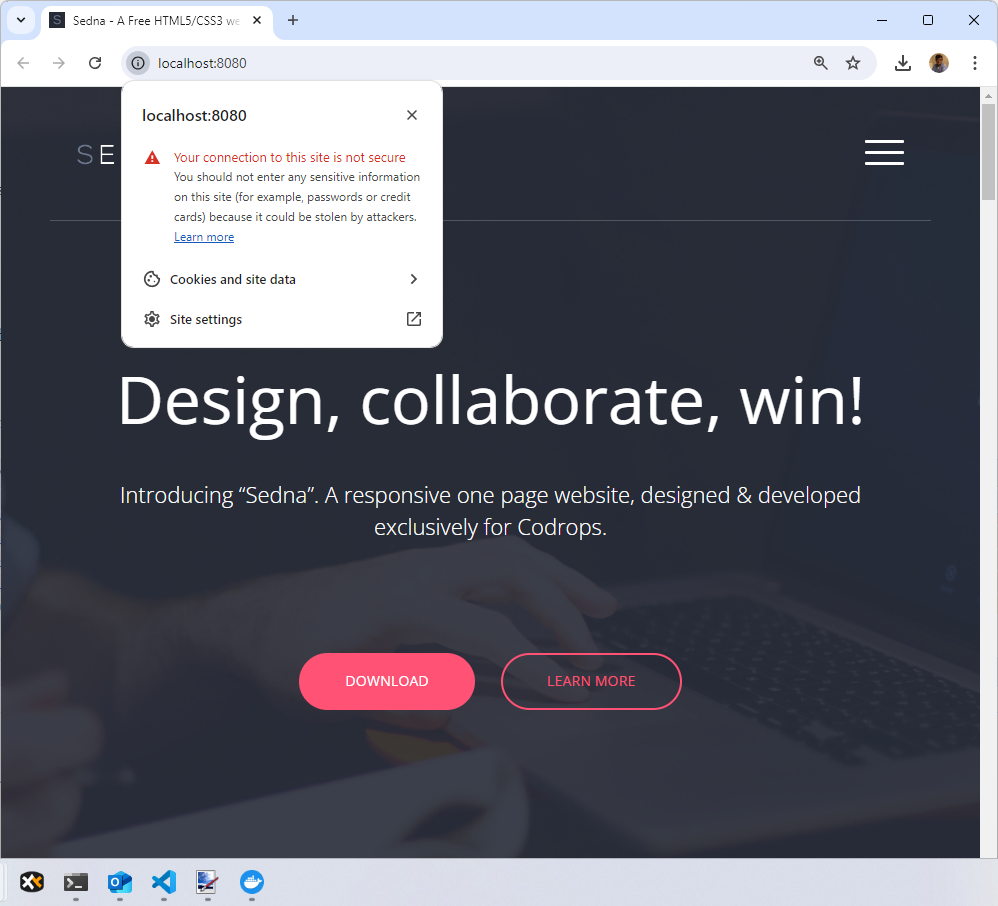 S
Sedna - A Free HTML5/CSS3 we
localhost:8080
localhost:8080
Your connection to this site is not secure
You should not enter any sensitive information
on this site (for example, passwords or credit
cards) because it could be stolen by attackers.
Learn more
Cookies and site data
Site settings
SE
Design, collaborate, win!
Introducing “Sedna”. A responsive one page website, designed & developed
exclusively for Codrops.
DOWNLOAD
LEARN MORE